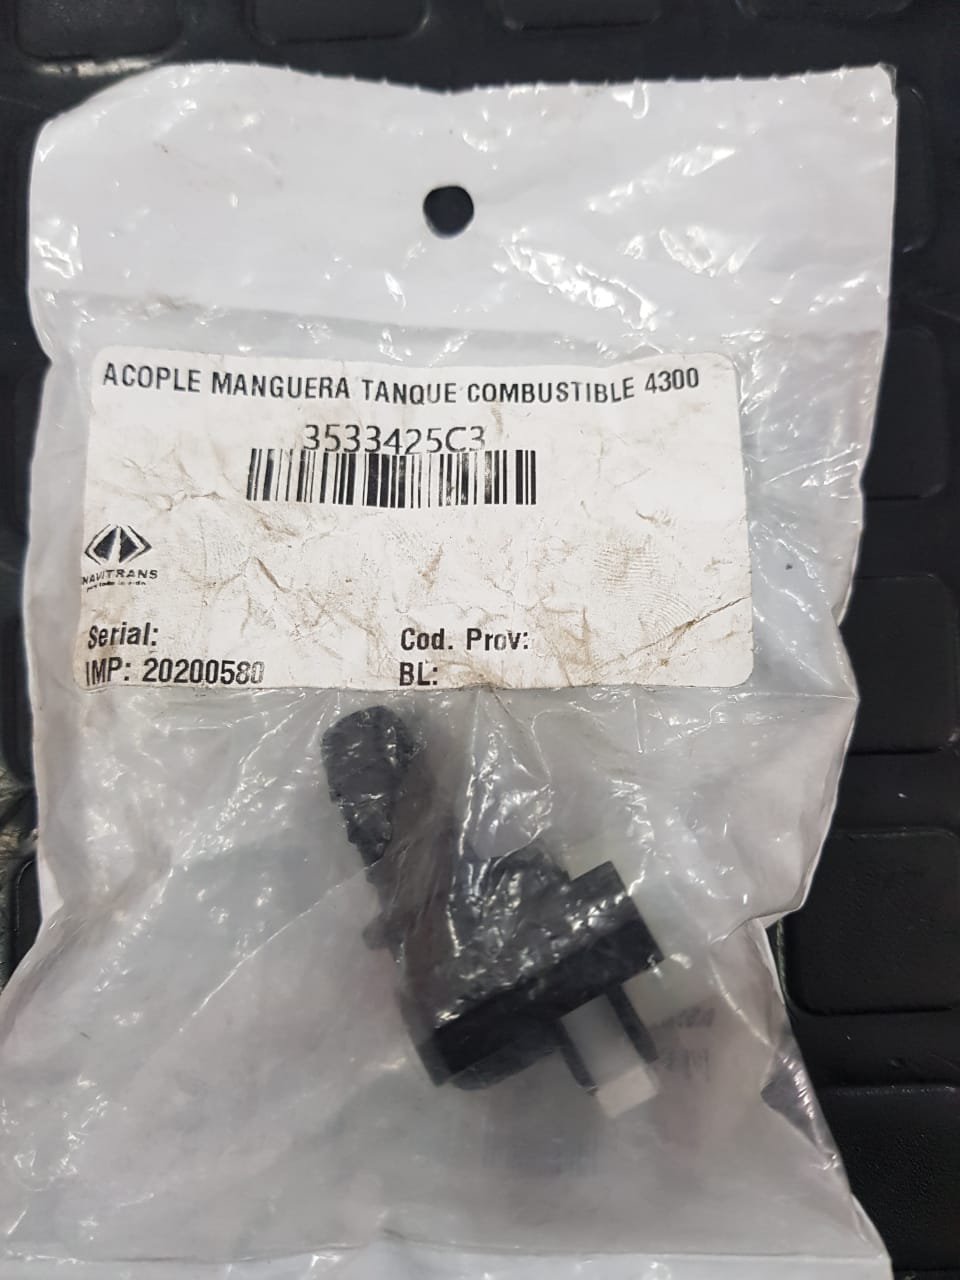 ACOPLE MANGUERA TANQUE COMBUSTIBLE 4300
3533425C3
NAVITRANS
Serial:
Cod. Prov:
IMP: 20200580
BL: